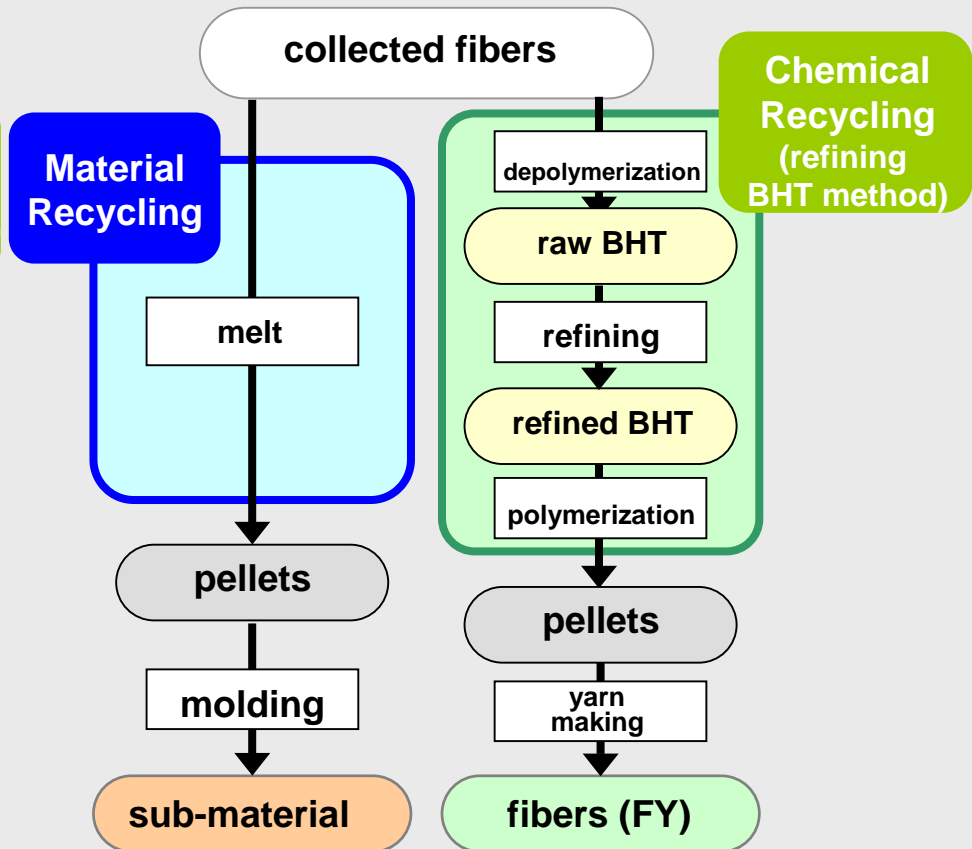 collected fibers
Material
Recycling
melt
pellets
molding
sub-material
Chemical
Recycling
(refining
BHT method)
depolymerization
raw BHT
refining
refined BHT
polymerization
pellets
yarn
making
fibers (FY)